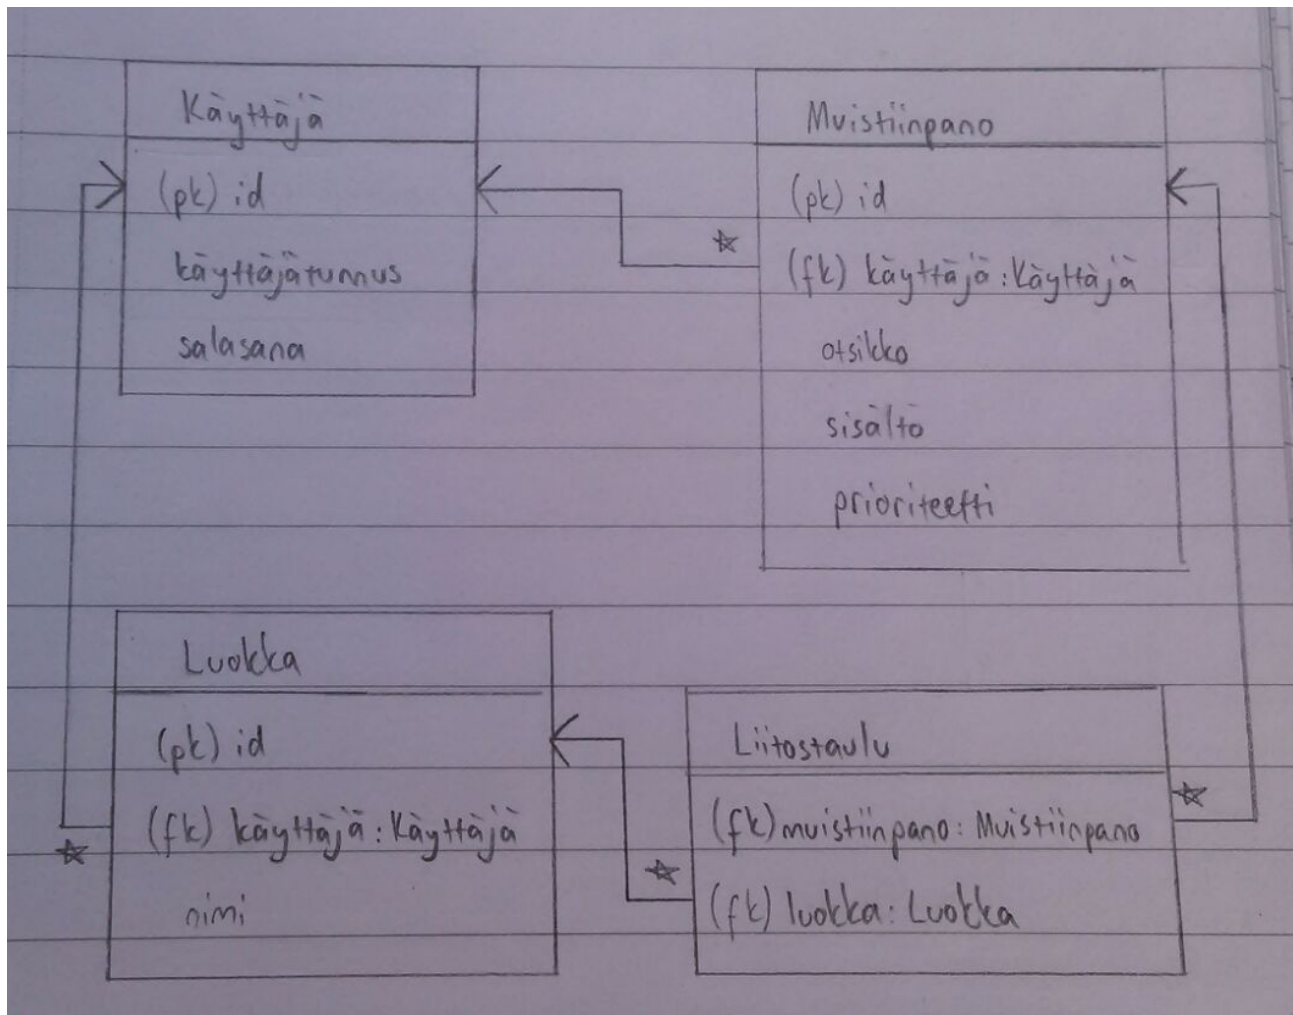 Käyttäjä
(pk) id
käyttäjätunnus
salasana
Muistiinpano
(pk) id
(fk) käyttäjä : Käyttäjä
otsikko
sisältö
prioriteetti
Luokka
(pk) id
(fk) käyttäjä : Käyttäjä
nimi
Liitostaulu
(fk) muistiinpano : Muistiinpano
(fk) luokka : Luokka